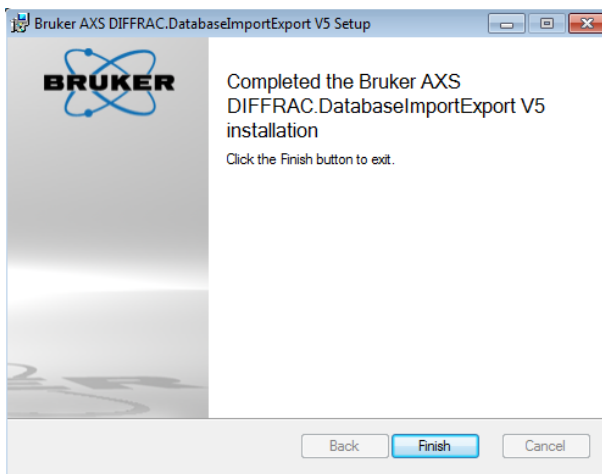 Bruker AXS DIFFRAC.DatabaseImportExport V5 Setup
BRUKER
Completed the Bruker AXS
DIFFRAC.DatabaseImportExport V5
installation
Click the Finish button to exit.
Back
Finish
Cancel